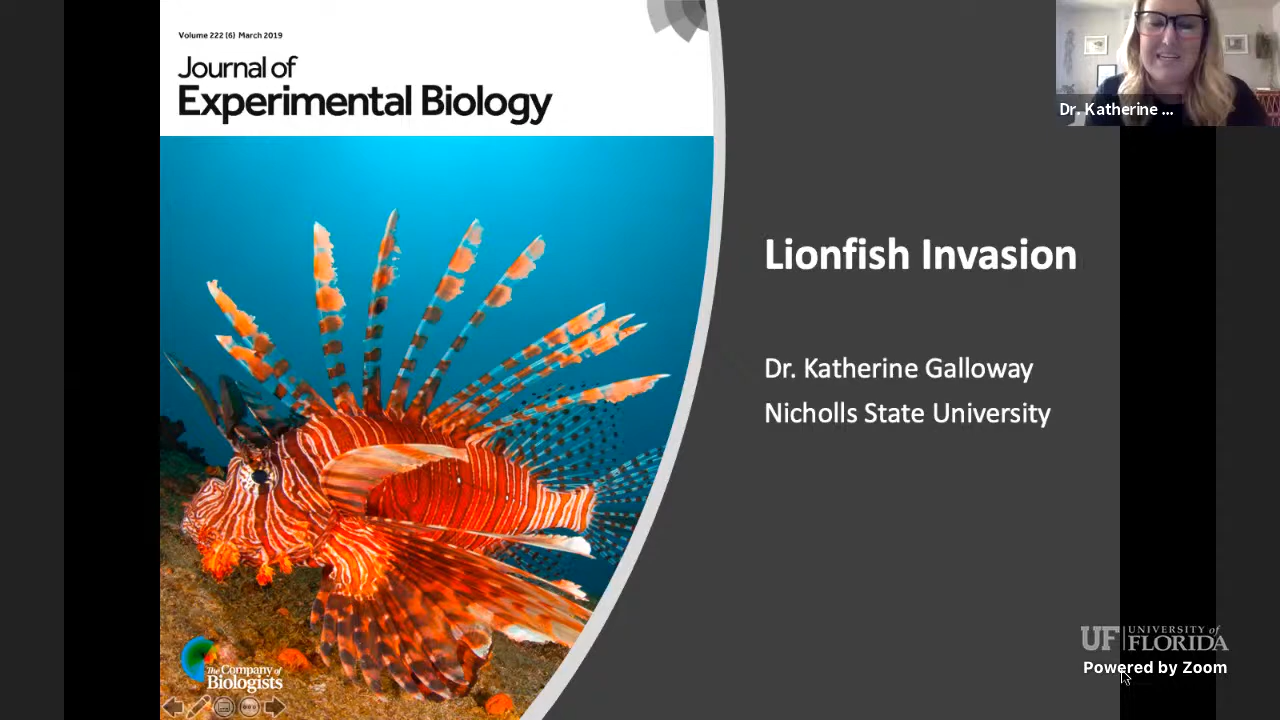 Volume 222 (6) March 2019
Journal of
Experimental Biology
Dr. Katherine ...
Lionfish Invasion
Dr. Katherine Galloway
Nicholls State University
The Company of
Biologists
UF UNIVERSITY of
FLORIDA
Powered by Zoom